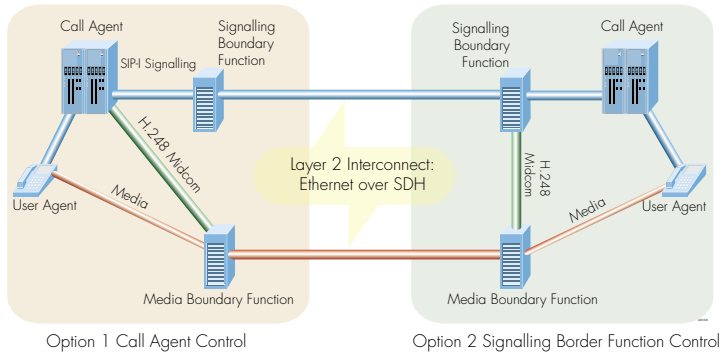 Call Agent
Signalling
Boundary
Function
SIP-I Signalling
H.248 Midcom
User Agent
Media
Media Boundary Function
Layer 2 Interconnect:
Ethernet over SDH
Signalling
Boundary
Function
Call Agent
H.248
Midcom
Media
User Agent
Media Boundary Function
Option 1 Call Agent Control
Option 2 Signalling Border Function Control